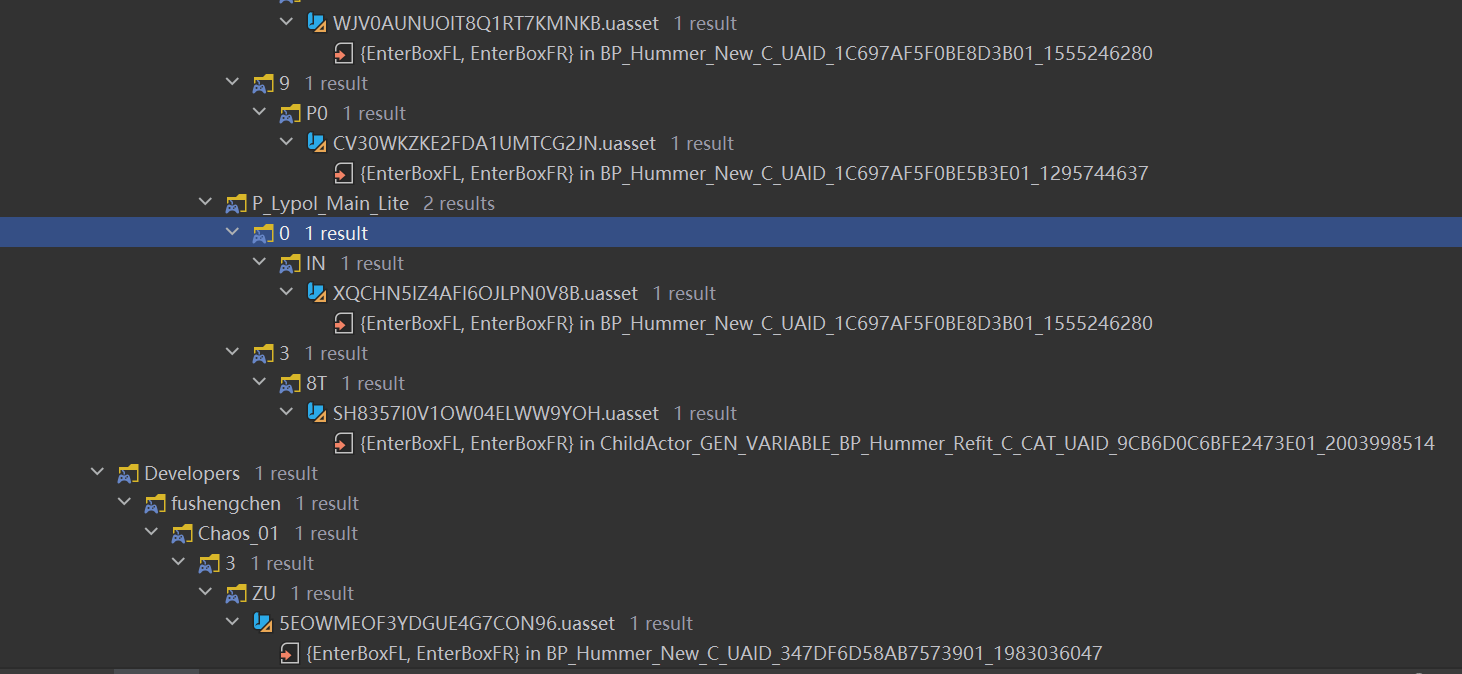 WJV0AUNUOIT8Q1RT7KMNKB.uasset 1 result
{EnterBoxFL, EnterBoxFR} in BP_Hummer_New_C_UAID_1C697AF5F0BE8D3B01_1555246280
9 1 result
P0 1 result
CV30WKZKE2FDA1UMTCG2JN.uasset 1 result
{EnterBoxFL, EnterBoxFR} in BP_Hummer_New_C_UAID_1C697AF5F0BE5B3E01_1295744637
P_Lypol_Main_Lite 2 results
0 1 result
IN 1 result
XQCHN5IZ4AFI6OJLPN0V8B.uasset 1 result
{EnterBoxFL, EnterBoxFR} in BP_Hummer_New_C_UAID_1C697AF5F0BE8D3B01_1555246280
3 1 result
8T 1 result
SH8357I0V1OW04ELWW9YOH.uasset 1 result
{EnterBoxFL, EnterBoxFR} in ChildActor_GEN_VARIABLE_BP_Hummer_Refit_C_CAT_UAID_9CB6D0C6BFE2473E01_2003998514
Developers 1 result
fushengchen 1 result
Chaos_01 1 result
3 1 result
ZU 1 result
5EOWMEOF3YDGUE4G7CON96.uasset 1 result
{EnterBoxFL, EnterBoxFR} in BP_Hummer_New_C_UAID_347DF6D58AB7573901_1983036047